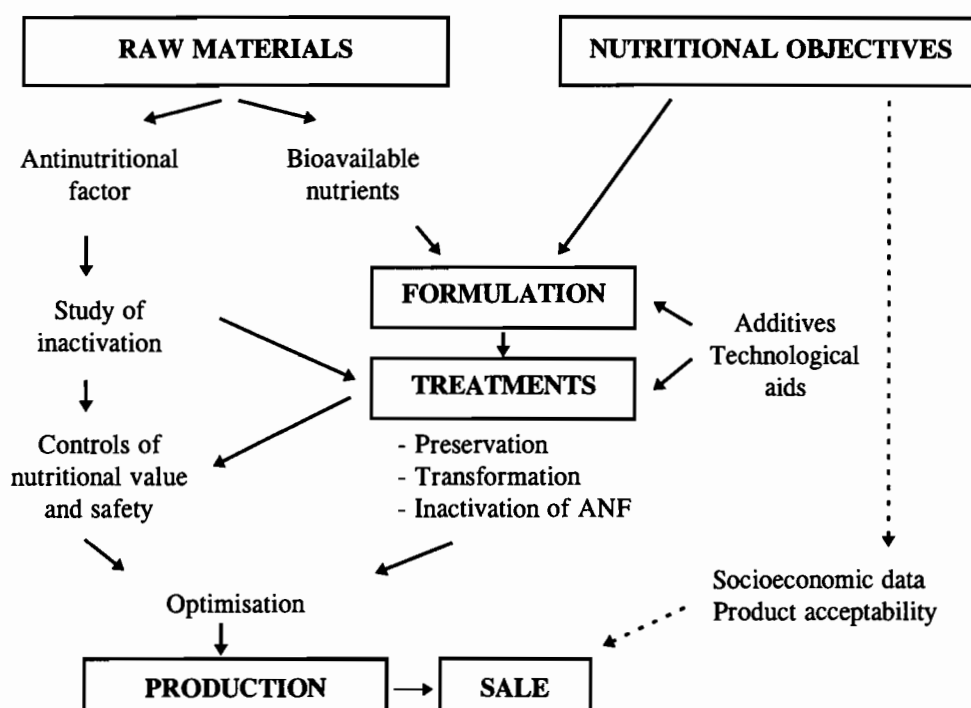 RAW MATERIALS
NUTRITIONAL OBJECTIVES
Antinutritional
factor
Bioavailable
nutrients
FORMULATION
Study of
inactivation
Additives
Technological
aids
TREATMENTS
Controls of
nutritional value
and safety
- Preservation
- Transformation
- Inactivation of ANF
Socioeconomic data
Product acceptability
Optimisation
PRODUCTION
SALE